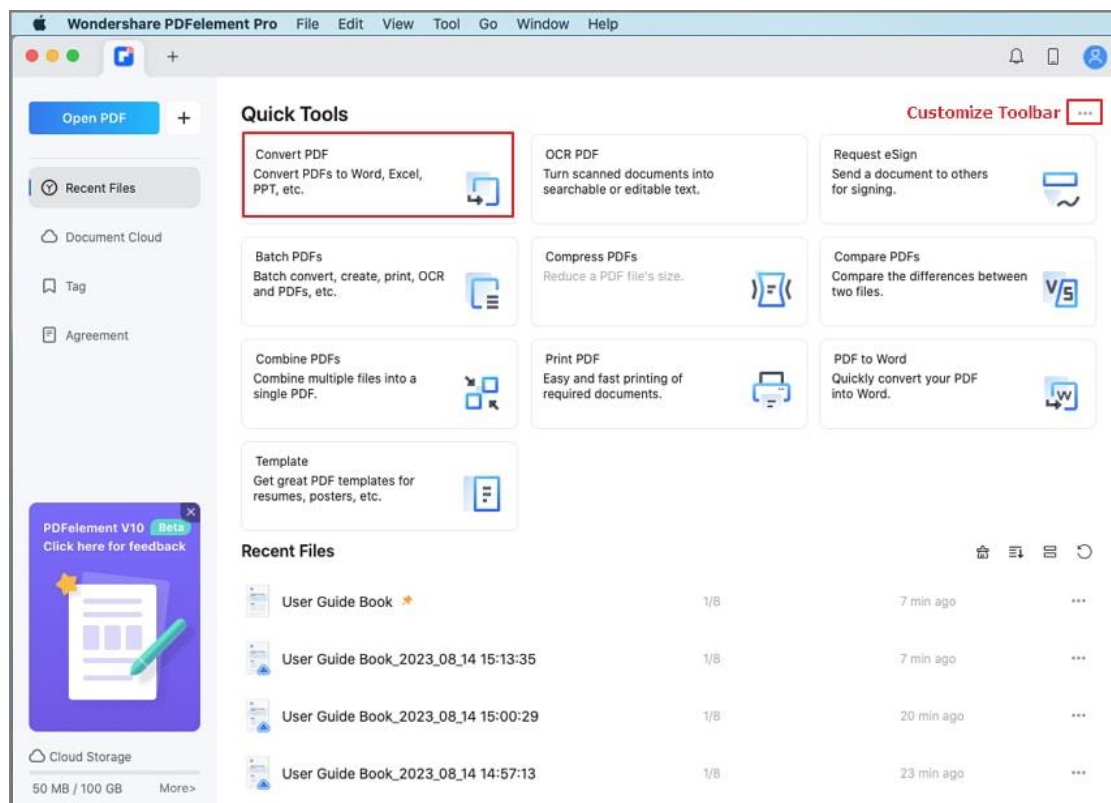 Wondershare PDFelement Pro File Edit View Tool Go Window Help
Open PDF +
Recent Files
Document Cloud
Tag
Agreement
Quick Tools
Customize Toolbar ...
Convert PDF
Convert PDFs to Word, Excel,
PPT, etc.
OCR PDF
Turn scanned documents into
searchable or editable text.
Request eSign
Send a document to others
for signing.
Batch PDFs
Batch convert, create, print, OCR
and PDFs, etc.
Compress PDFs
Reduce a PDF file's size.
Compare PDFs
Compare the differences between
two files.
V/S
Combine PDFs
Combine multiple files into a
single PDF.
Print PDF
Easy and fast printing of
required documents.
PDF to Word
Quickly convert your PDF
into Word.
W
Template
Get great PDF templates for
resumes, posters, etc.
PDFelement V10 Beta
Click here for feedback
Cloud Storage
50 MB / 100 GB More>
Recent Files
User Guide Book 1/8 7 min ago ...
User Guide Book_2023_08_14 15:13:35 1/8 7 min ago ...
User Guide Book_2023_08_14 15:00:29 1/8 20 min ago ...
User Guide Book_2023_08_14 14:57:13 1/8 23 min ago ...